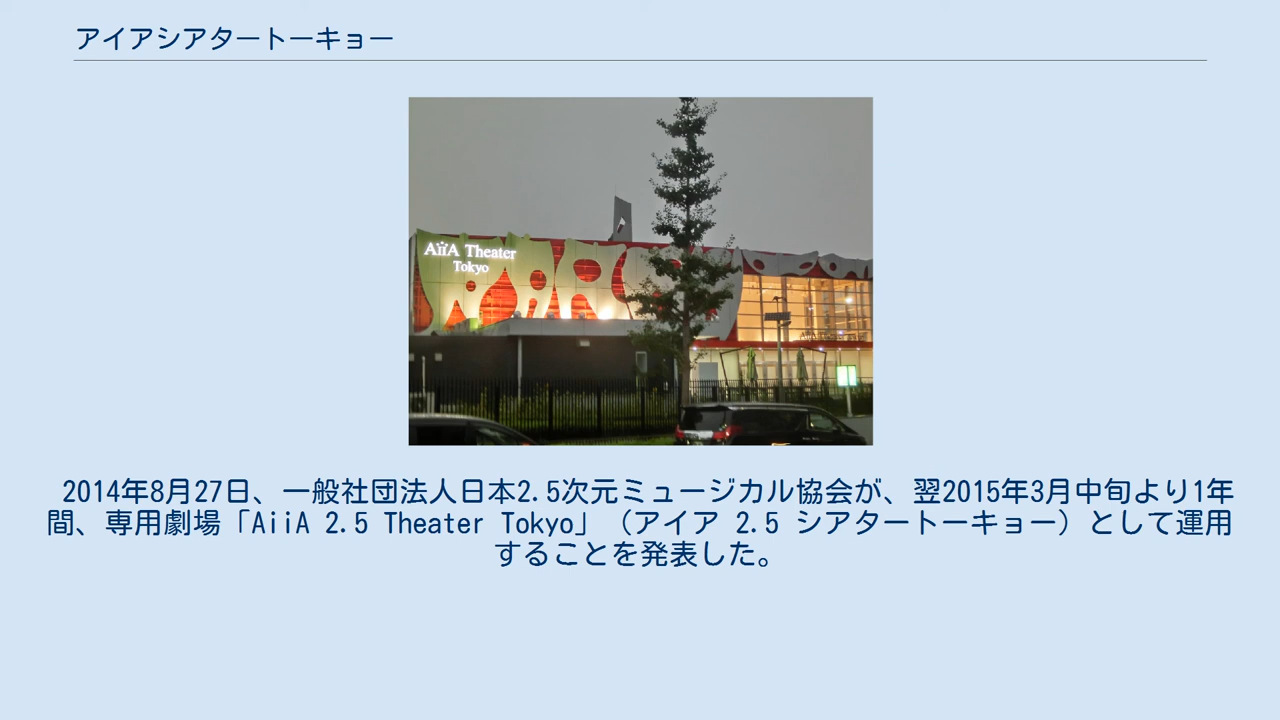 アイアシアタートーキョー
AiiA Theater
Tokyo
2014年8月27日、一般社団法人日本2.5次元ミュージカル協会が、翌2015年3月中旬より1年
間、専用劇場「AiiA 2.5 Theater Tokyo」（アイア 2.5 シアタートーキョー）として運用
することを発表した。